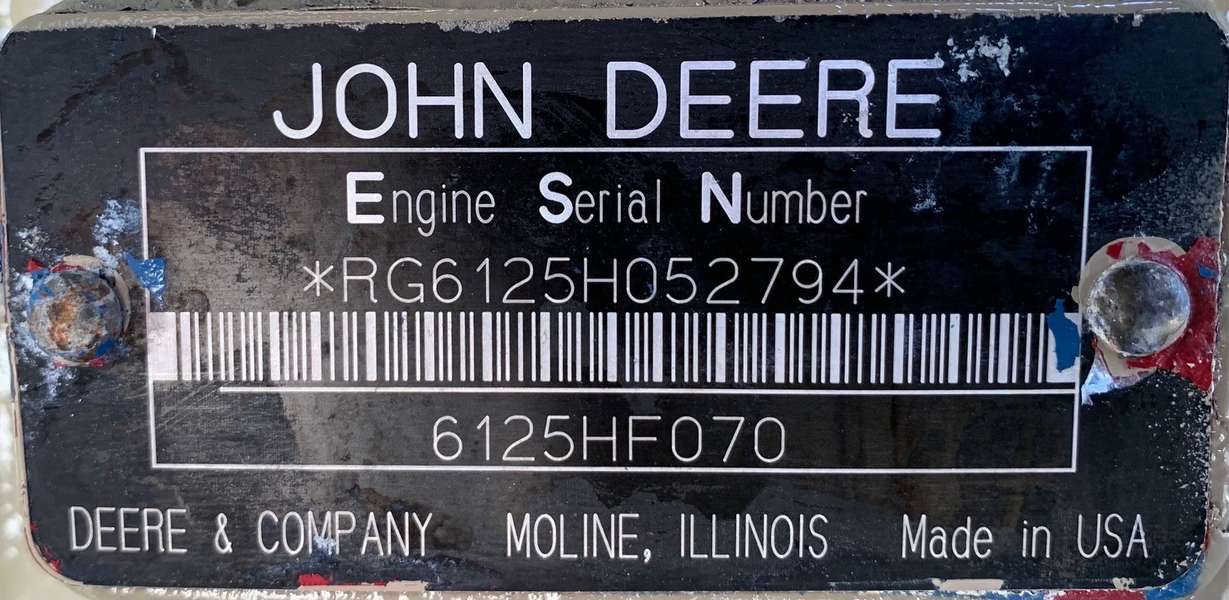 JOHN DEERE
Engine Serial Number
*RG6125H052794*
6125HF070
DEERE & COMPANY MOLINE, ILLINOIS Made in USA